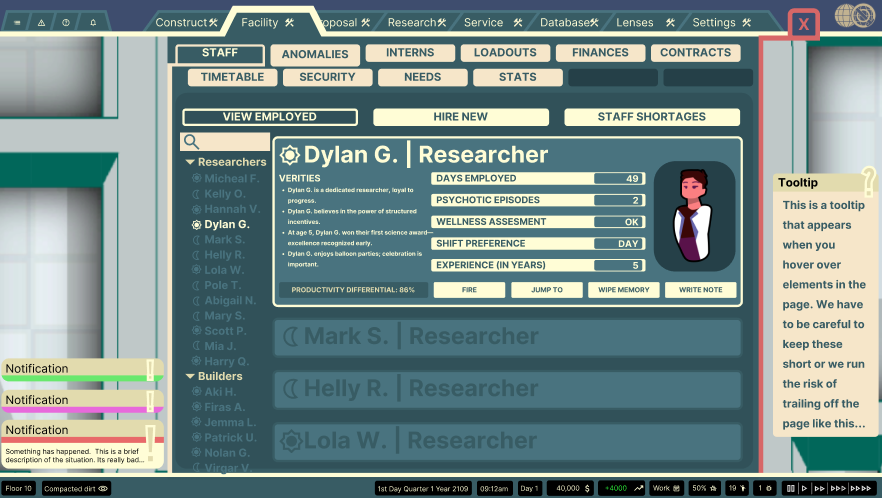 Construct
Facility
oposal
Research
Service
Database
Lenses
Settings
X
STAFF
ANOMALIES
INTERNS
LOADOUTS
FINANCES
CONTRACTS
TIMETABLE
SECURITY
NEEDS
STATS
VIEW EMPLOYED
HIRE NEW
STAFF SHORTAGES
Researchers
Micheal F.
Kelly O.
Hannah V.
Dylan G.
Mark S.
Helly R.
Lola W.
Pole T.
Abigail N.
Mary S.
Scott P.
Mia J.
Harry Q.
Builders
Aki H.
Firas A.
Jemma L.
Patrick U.
Nolan G.
Virgar V.
Dylan G. | Researcher
VERITIES
• Dylan G. is a dedicated researcher, loyal to
progress.
• Dylan G. believes in the power of structured
incentives.
• At age 5, Dylan G. won their first science award—
excellence recognized early.
• Dylan G. enjoys balloon parties; celebration is
important.
DAYS EMPLOYED 49
PSYCHOTIC EPISODES 2
WELLNESS ASSESMENT OK
SHIFT PREFERENCE DAY
EXPERIENCE (IN YEARS) 5
PRODUCTIVITY DIFFERENTIAL: 86%
FIRE
JUMP TO
WIPE MEMORY
WRITE NOTE
Mark S. | Researcher
Helly R. | Researcher
Lola W. | Researcher
Tooltip
?
This is a tooltip
that appears
when you
hover over
elements in the
page. We have
to be careful to
keep these
short or we run
the risk of
trailing off the
page like this...
Notification
!
Notification
!
Notification
!
Something has happened. This is a brief
description of the situation. Its really bad...
Floor 10
Compacted dirt
1st Day Quarter 1 Year 2109
09:12am
Day 1
40,000 $
+4000
Work
50%
19
1